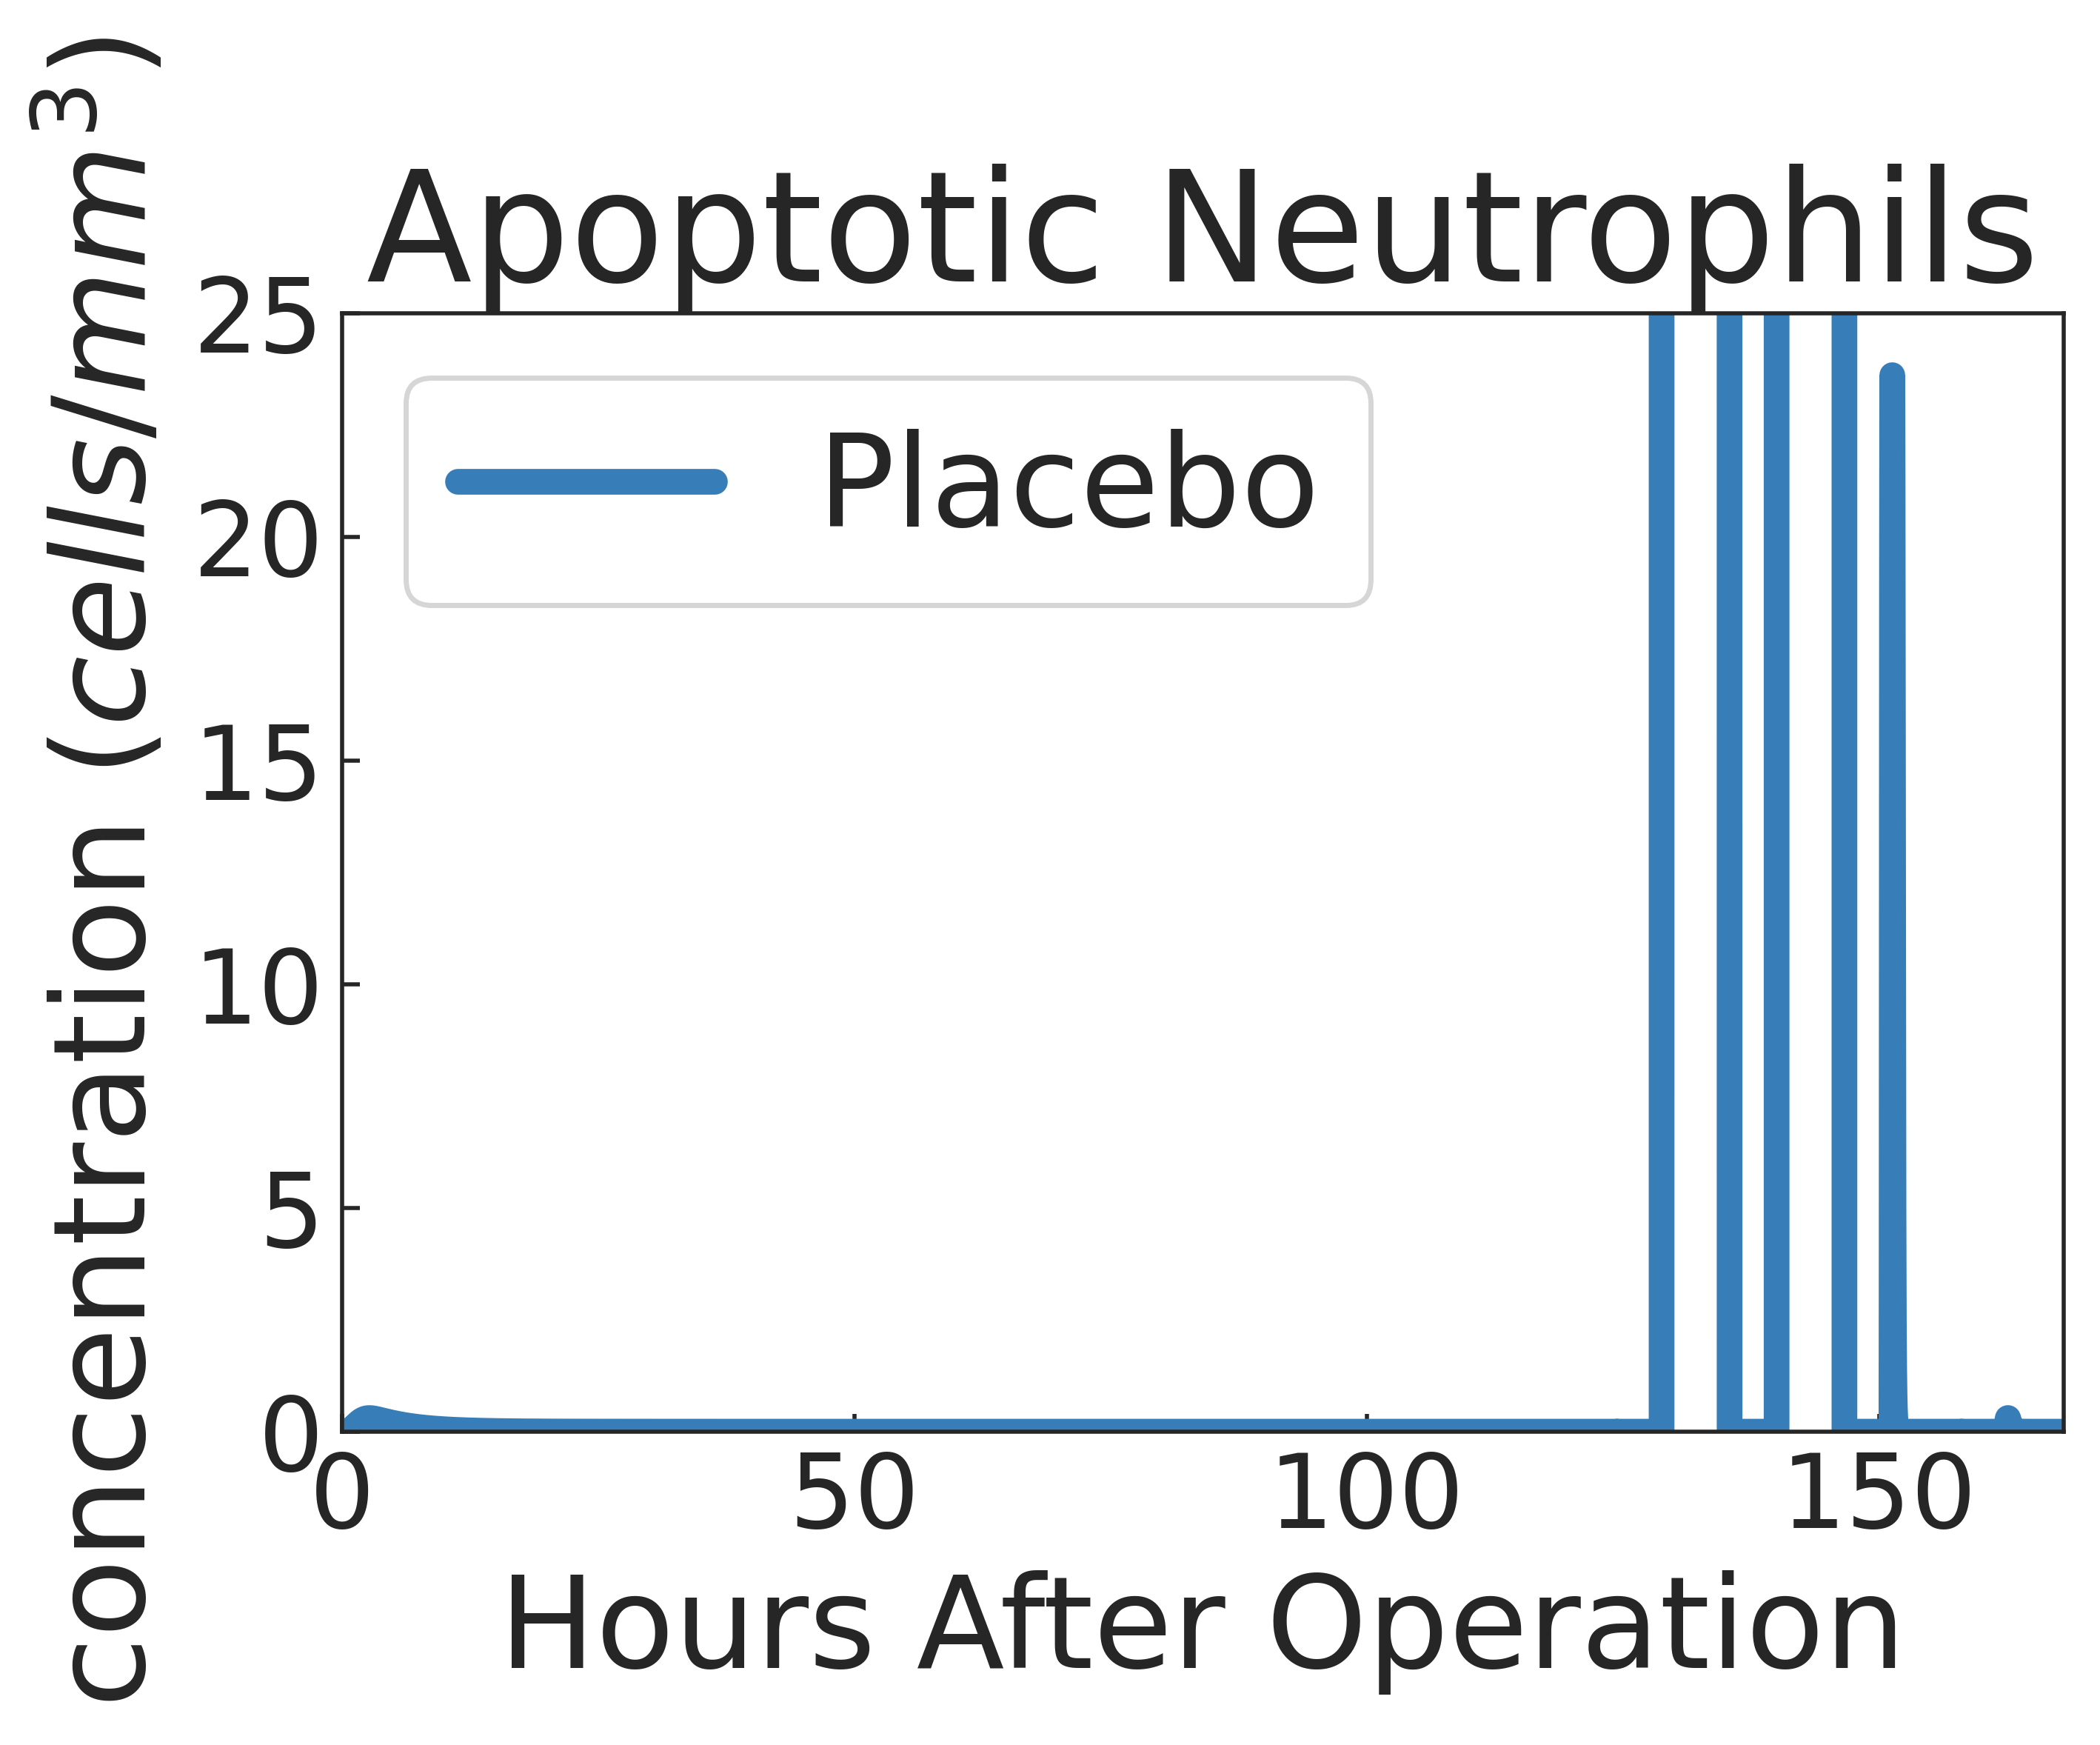 Apoptotic Neutrophils
concentration (cells/mm³)
25
20
15
10
5
0
Placebo
0 50 100 150
Hours After Operation